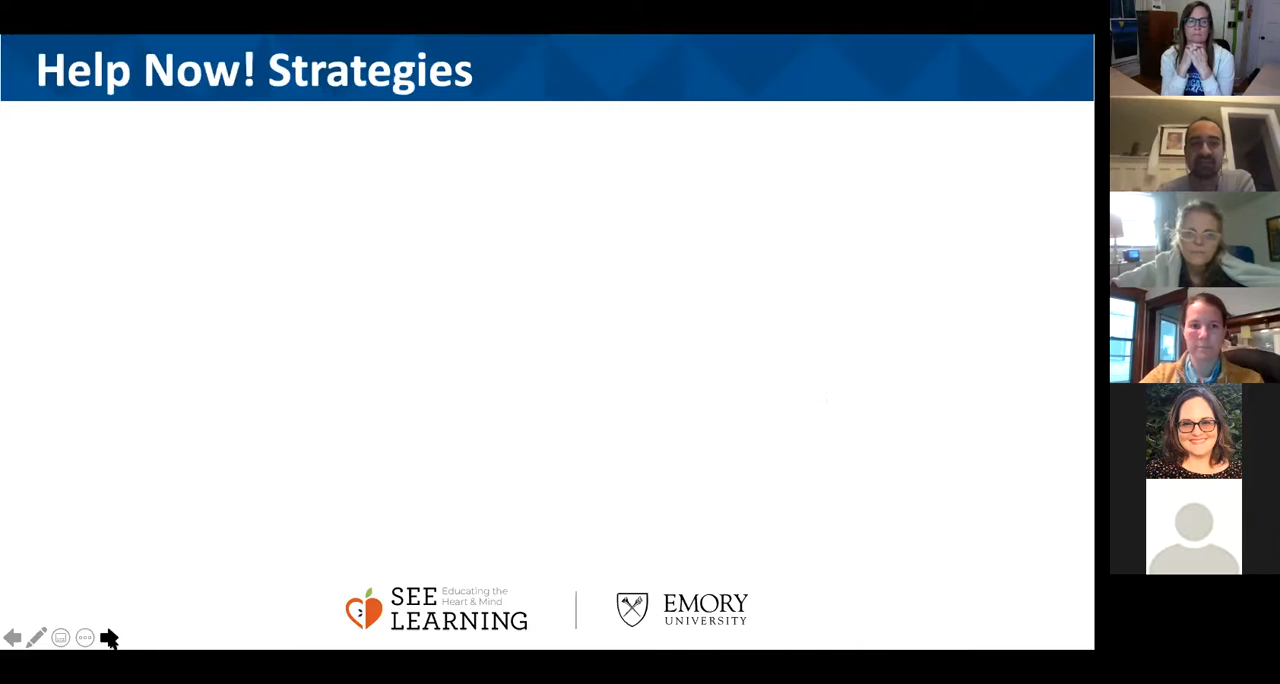 Help Now! Strategies
SEE Educating the
Heart & Mind
LEARNING
EMORY
UNIVERSITY